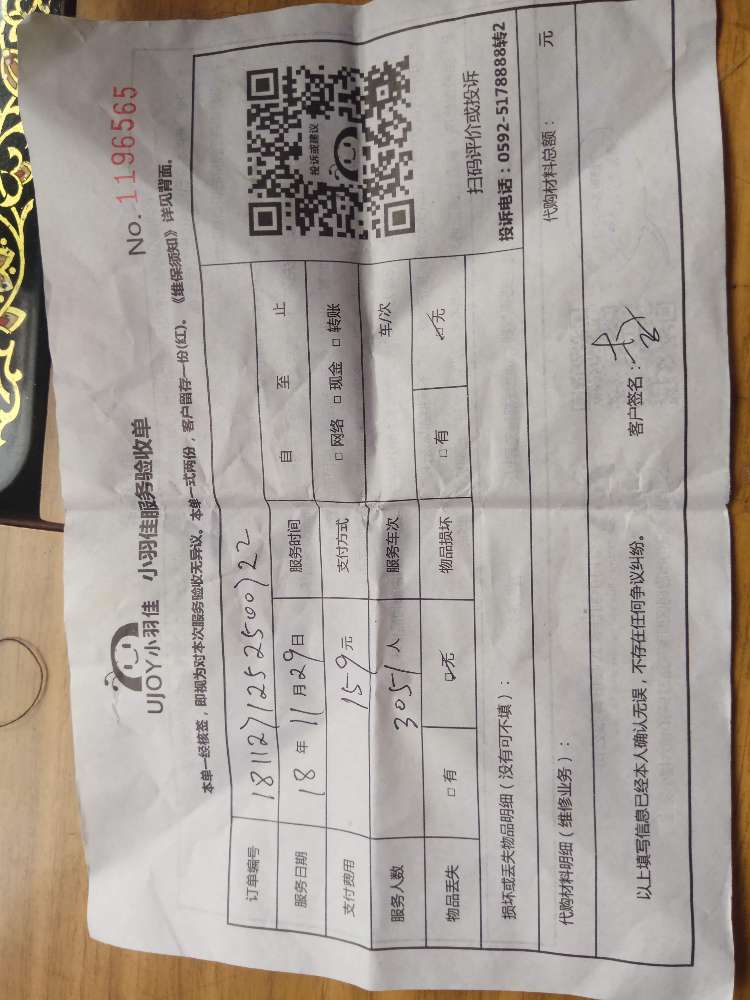 UJOY小羽佳 小羽佳服务验收单
No. 1196565
本单一经核签，即视为对本次服务验收无异议。本单一式两份，客户留存一份(红)。《维保须知》详见背面。
订单编号 18112712525500722
服务日期 18 年 11 月 29 日 服务时间 自 至 止
支付费用 159 元 支付方式 □ 网络 □ 现金 □ 转账
服务人数 3051 人 服务车次 车/次
物品丢失 □ 有 ☑ 无 物品损坏 □ 有 ☑ 无
投诉或建议
扫码评价或投诉
投诉电话：0592-5178888转2
损坏或丢失物品明细（没有可不填）：
代购材料明细（维修业务）： 代购材料总额： 元
以上填写信息已经本人确认无误，不存在任何争议纠纷。 客户签名：